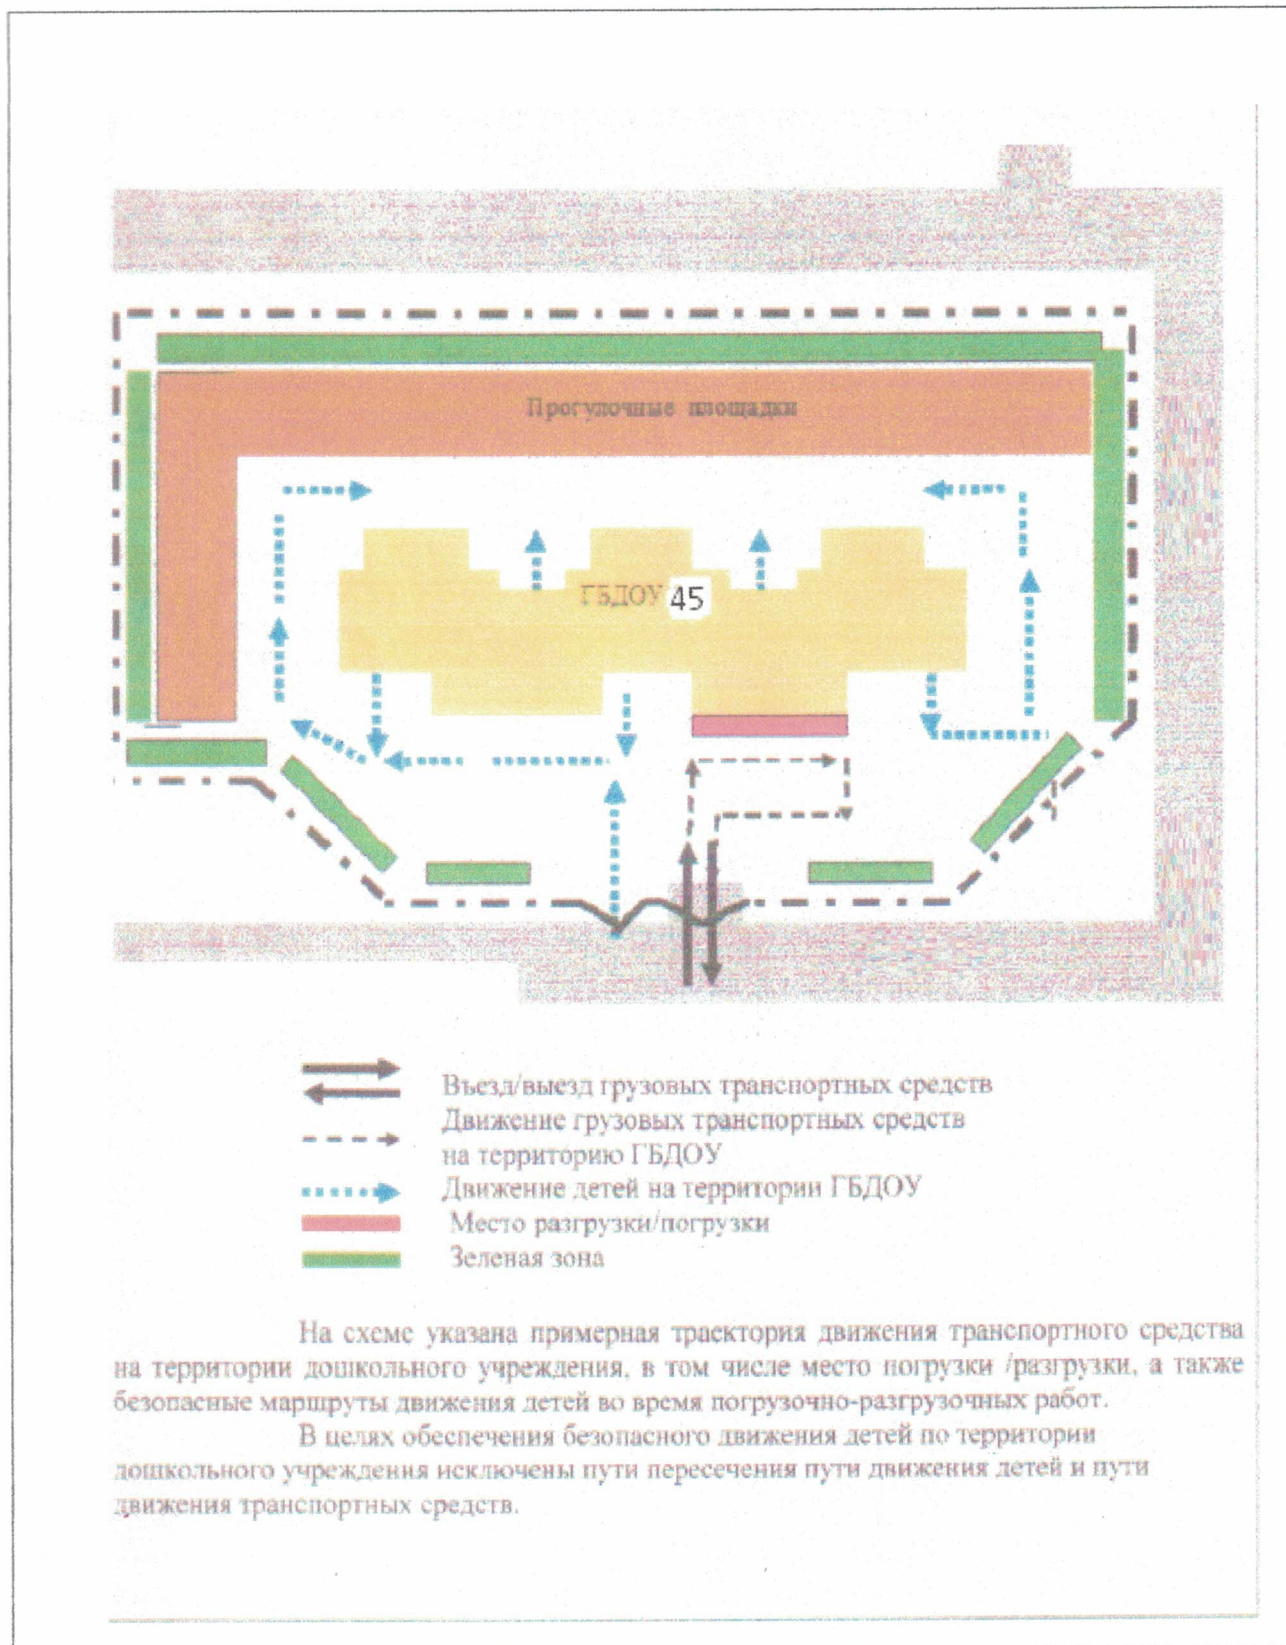 Прогулочные площадки
ГБДОУ 45
Въезд/выезд грузовых транспортных средств
Движение грузовых транспортных средств
на территорию ГБДОУ
Движение детей на территории ГБДОУ
Место разгрузки/погрузки
Зеленая зона
На схеме указана примерная траектория движения транспортного средства
на территории дошкольного учреждения, в том числе место погрузки /разгрузки, а также
безопасные маршруты движения детей во время погрузочно-разгрузочных работ.
В целях обеспечения безопасного движения детей по территории
дошкольного учреждения исключены пути пересечения пути движения детей и пути
движения транспортных средств.